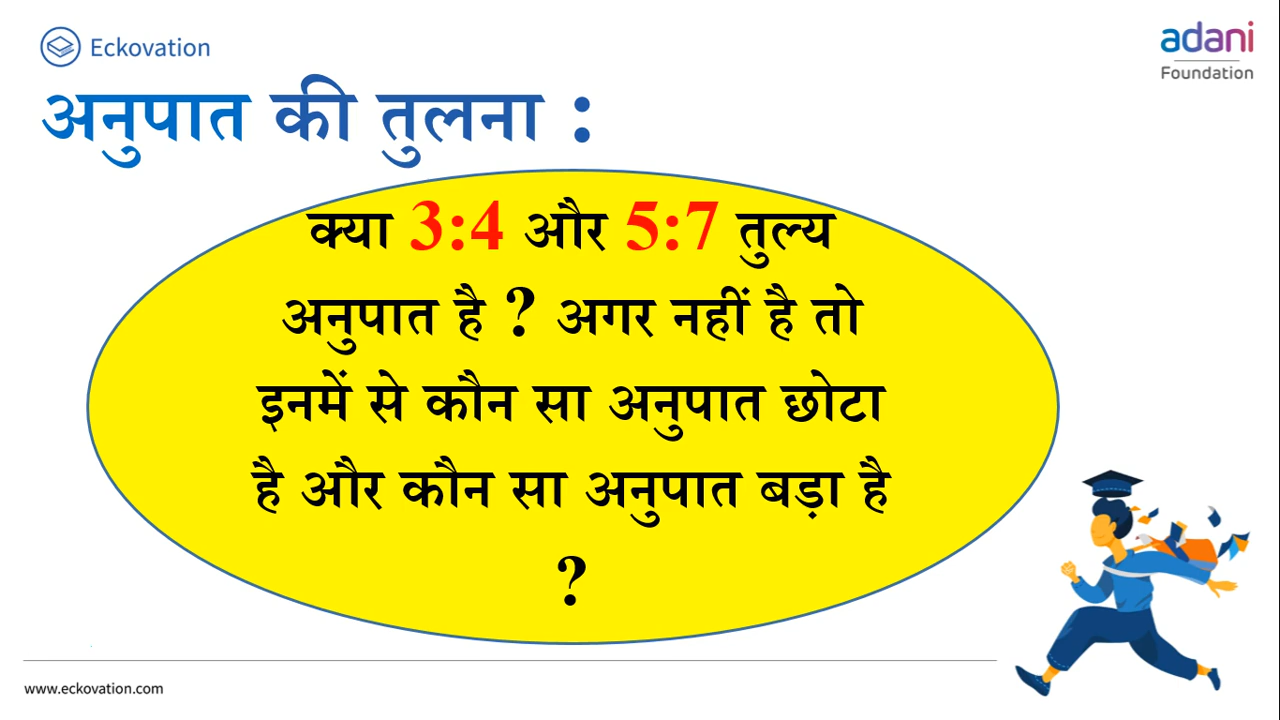 Eckovation
adani
Foundation
अनुपात की तुलना :
क्या 3:4 और 5:7 तुल्य
अनुपात है ? अगर नहीं है तो
इनमें से कौन सा अनुपात छोटा
है और कौन सा अनुपात बड़ा है
?
www.eckovation.com